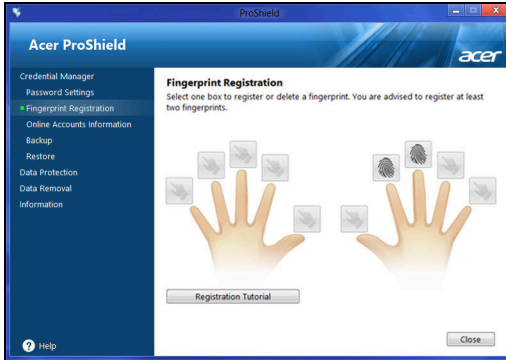 ProShield
Acer ProShield
acer
Credential Manager
Password Settings
Fingerprint Registration
Online Accounts Information
Backup
Restore
Data Protection
Data Removal
Information
Help
Fingerprint Registration
Select one box to register or delete a fingerprint. You are advised to register at least
two fingerprints.
Registration Tutorial
Close